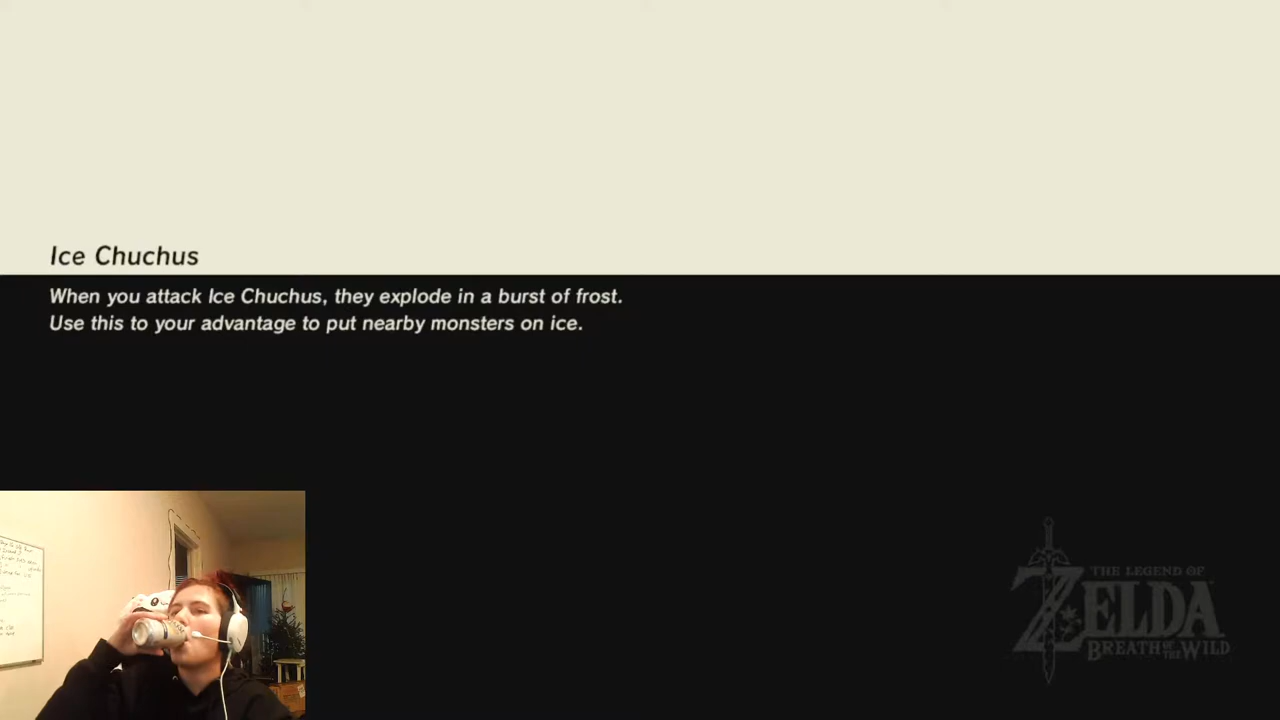 Ice Chuchus
When you attack Ice Chuchus, they explode in a burst of frost.
Use this to your advantage to put nearby monsters on ice.
THE LEGEND OF
ZELDA
BREATH OF THE WILD